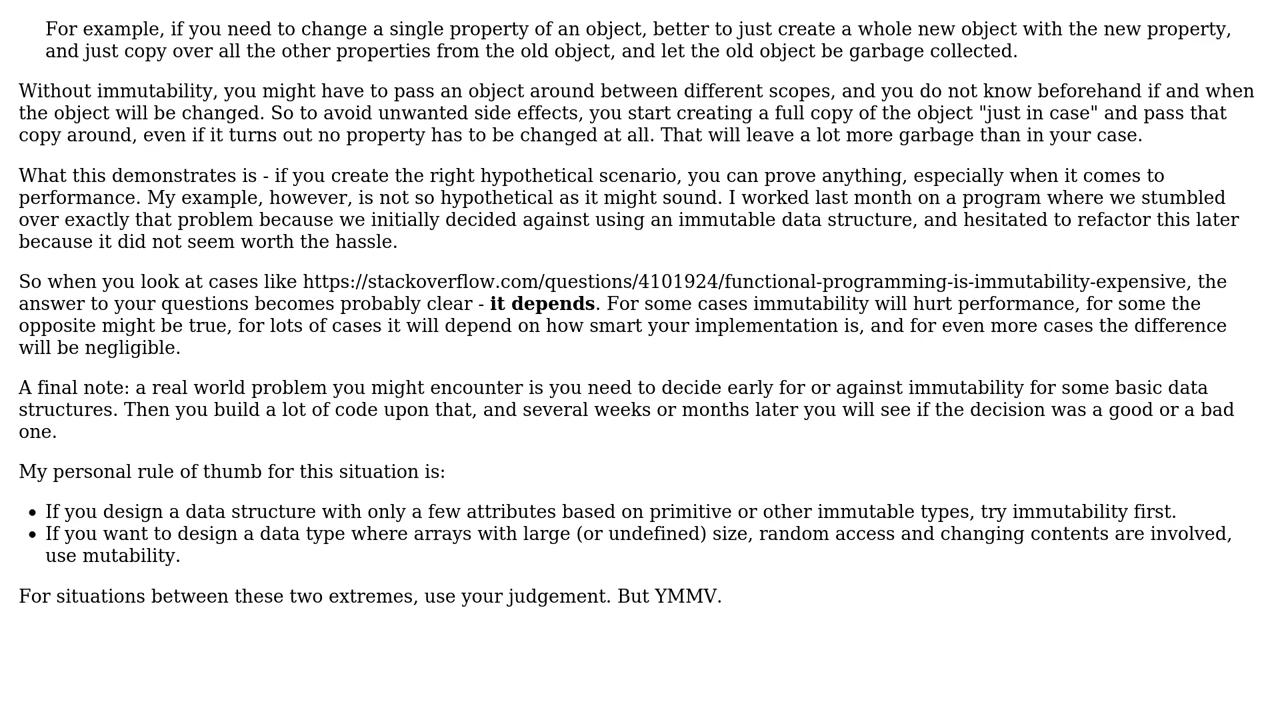 For example, if you need to change a single property of an object, better to just create a whole new object with the new property,
and just copy over all the other properties from the old object, and let the old object be garbage collected.
Without immutability, you might have to pass an object around between different scopes, and you do not know beforehand if and when
the object will be changed. So to avoid unwanted side effects, you start creating a full copy of the object "just in case" and pass that
copy around, even if it turns out no property has to be changed at all. That will leave a lot more garbage than in your case.
What this demonstrates is - if you create the right hypothetical scenario, you can prove anything, especially when it comes to
performance. My example, however, is not so hypothetical as it might sound. I worked last month on a program where we stumbled
over exactly that problem because we initially decided against using an immutable data structure, and hesitated to refactor this later
because it did not seem worth the hassle.
So when you look at cases like https://stackoverflow.com/questions/4101924/functional-programming-is-immutability-expensive, the
answer to your questions becomes probably clear - it depends. For some cases immutability will hurt performance, for some the
opposite might be true, for lots of cases it will depend on how smart your implementation is, and for even more cases the difference
will be negligible.
A final note: a real world problem you might encounter is you need to decide early for or against immutability for some basic data
structures. Then you build a lot of code upon that, and several weeks or months later you will see if the decision was a good or a bad
one.
My personal rule of thumb for this situation is:
• If you design a data structure with only a few attributes based on primitive or other immutable types, try immutability first.
• If you want to design a data type where arrays with large (or undefined) size, random access and changing contents are involved,
use mutability.
For situations between these two extremes, use your judgement. But YMMV.